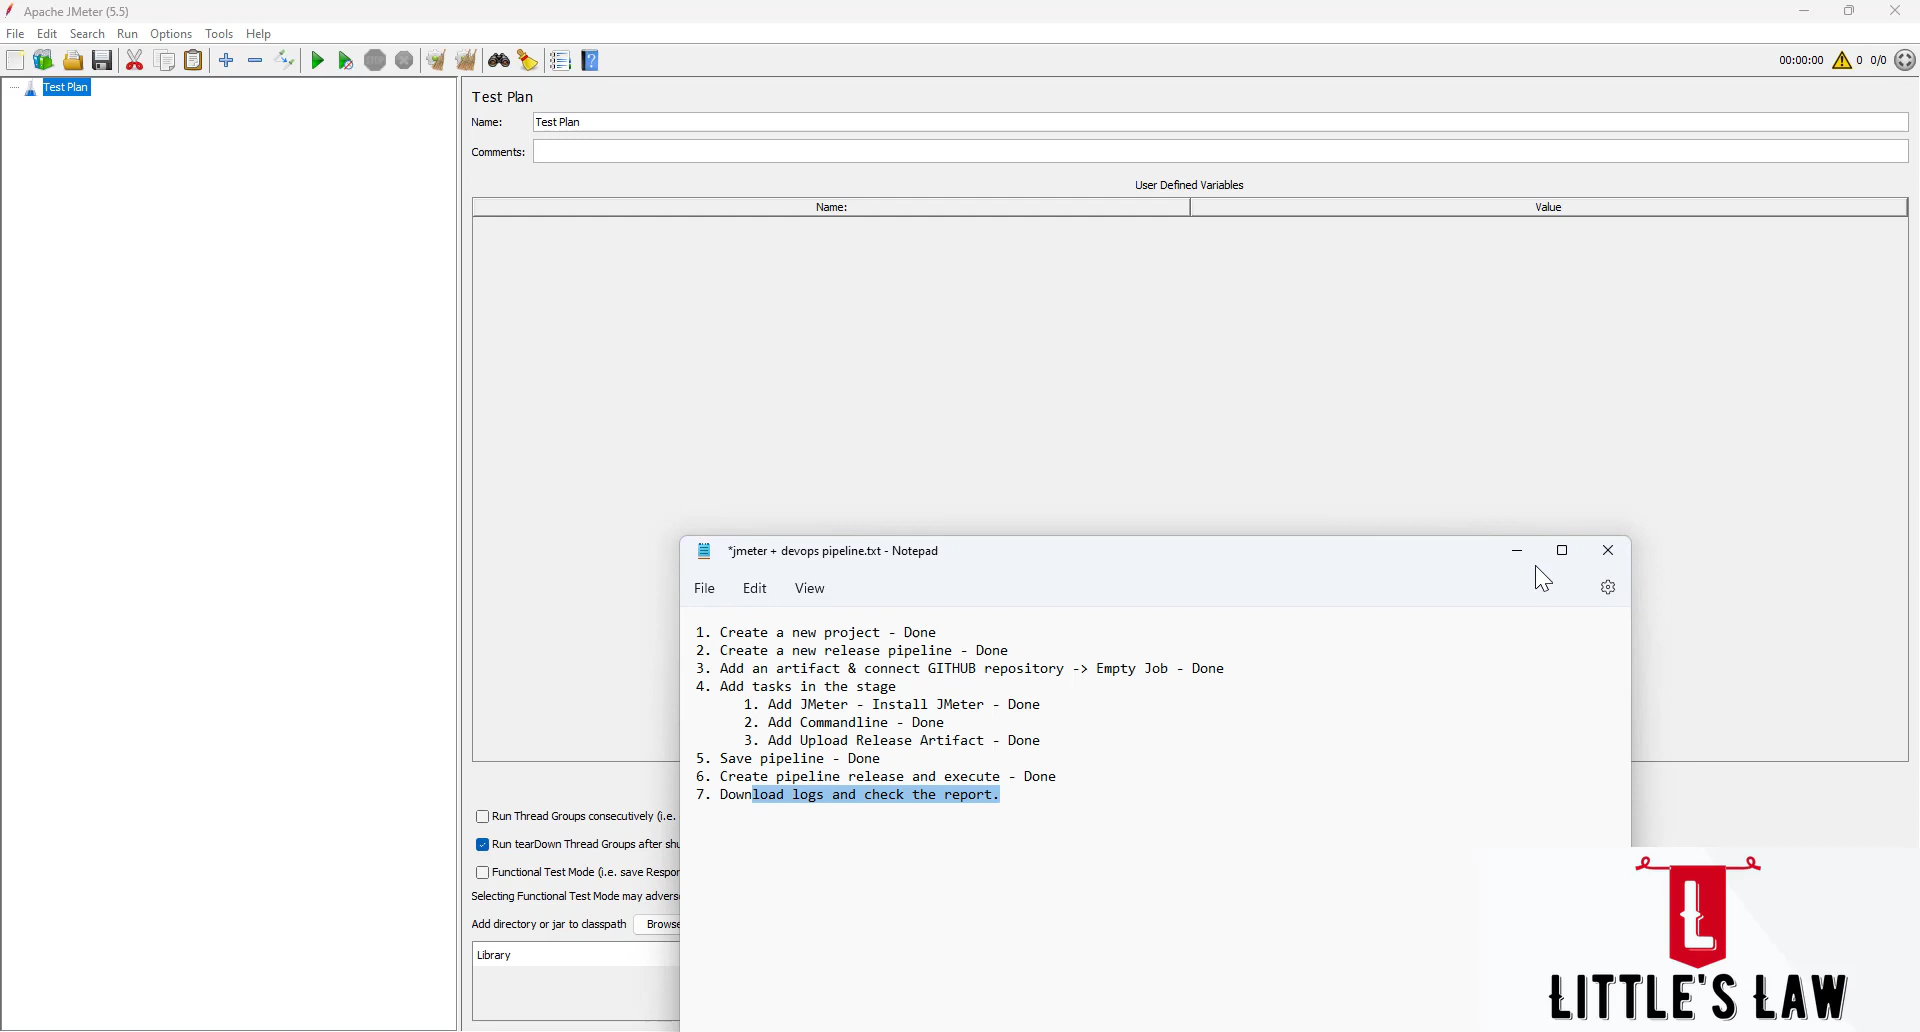 Apache JMeter (5.5)
File Edit Search Run Options Tools Help
00:00:00 0 0/0
Test Plan
Test Plan
Name: Test Plan
Comments:
User Defined Variables
Name: Value
*jmeter + devops pipeline.txt - Notepad
File Edit View
1. Create a new project - Done
2. Create a new release pipeline - Done
3. Add an artifact & connect GITHUB repository -> Empty Job - Done
4. Add tasks in the stage
1. Add JMeter - Install JMeter - Done
2. Add Commandline - Done
3. Add Upload Release Artifact - Done
5. Save pipeline - Done
6. Create pipeline release and execute - Done
7. Download logs and check the report.
Run Thread Groups consecutively (i.e.
Run tearDown Thread Groups after shu
Functional Test Mode (i.e. save Respor
Selecting Functional Test Mode may advers
Add directory or jar to classpath Browse
Library
L
LITTLE'S LAW